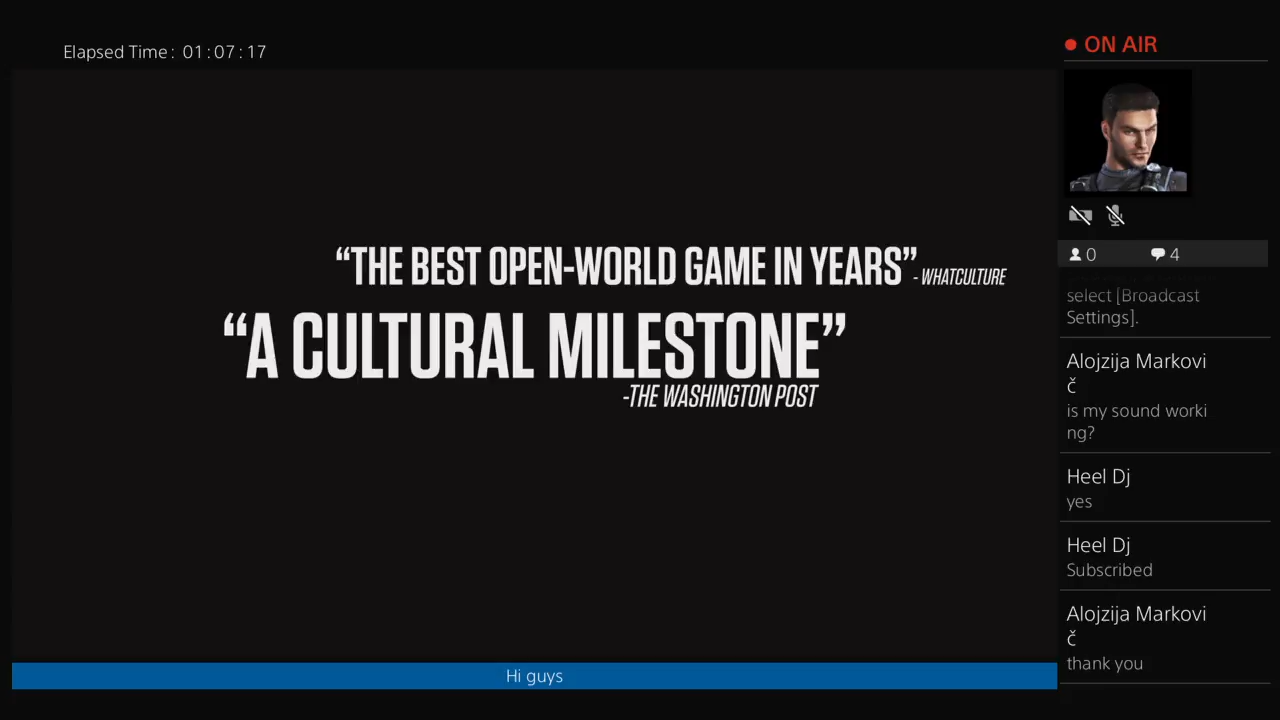 Elapsed Time: 01:07:17
ON AIR
0 4
“THE BEST OPEN-WORLD GAME IN YEARS” - WHATCULTURE
“A CULTURAL MILESTONE”
-THE WASHINGTON POST
Hi guys
select [Broadcast
Settings].
Alojzija Markovi
č
is my sound worki
ng?
Heel Dj
yes
Heel Dj
Subscribed
Alojzija Markovi
č
thank you